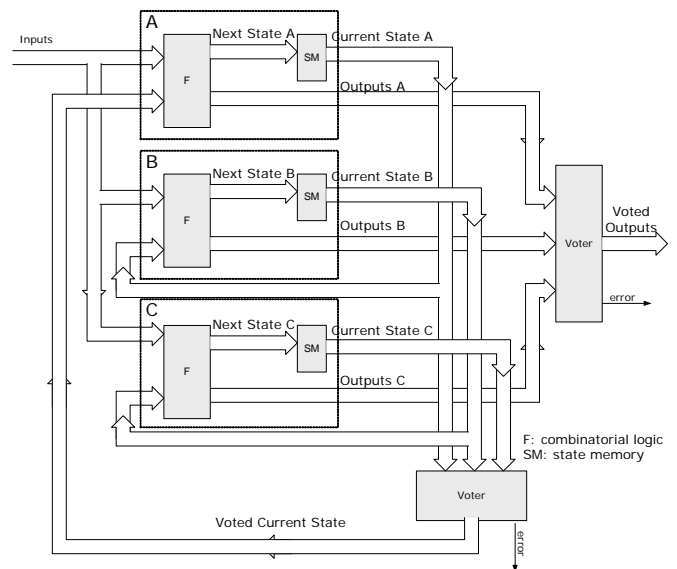 Inputs
A
Next State A
Current State A
F
SM
Outputs A
B
Next State B
Current State B
F
SM
Outputs B
Voter
Voted
Outputs
error
C
Next State C
Current State C
F
SM
Outputs C
F: combinatorial logic
SM: state memory
Voter
Voted Current State
error